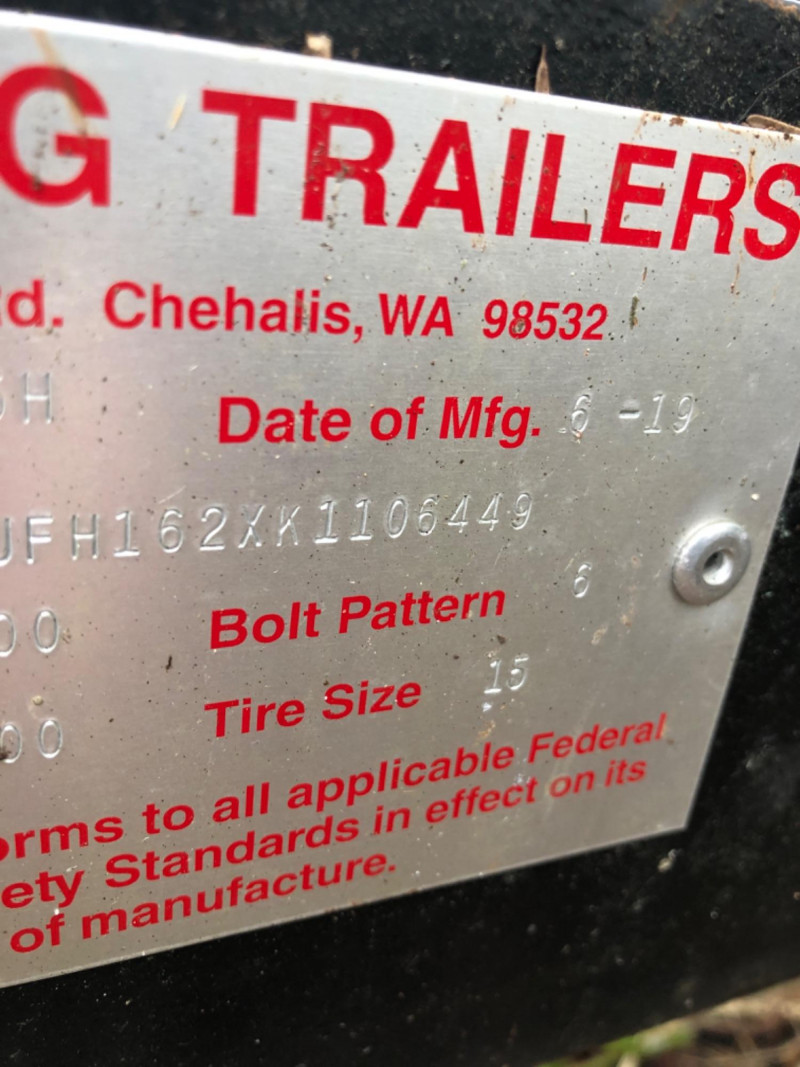 G TRAILERS
Rd. Chehalis, WA 98532
5H Date of Mfg. 6 -19
UFH162XK1106449
00 Bolt Pattern 6
00 Tire Size 15
orms to all applicable Federal
ety Standards in effect on its
of manufacture.